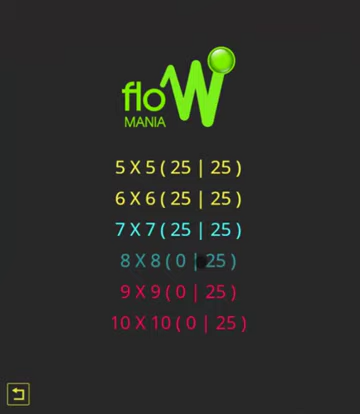 flow
MANIA
5 X 5 ( 25 | 25 )
6 X 6 ( 25 | 25 )
7 X 7 ( 25 | 25 )
8 X 8 ( 0 | 25 )
9 X 9 ( 0 | 25 )
10 X 10 ( 0 | 25 )